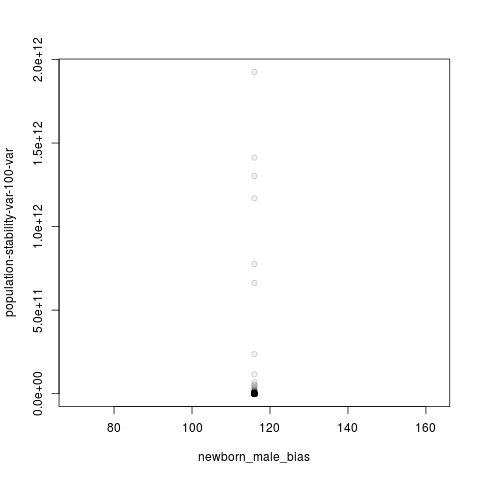 2.0e+12
1.5e+12
1.0e+12
5.0e+11
0.0e+00
population-stability-var-100-var
80
100
120
140
160
newborn_male_bias